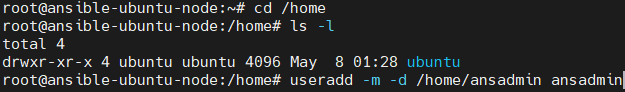 root@ansible-ubuntu-node:~# cd /home
root@ansible-ubuntu-node:/home# ls -l
total 4
drwxr-xr-x 4 ubuntu ubuntu 4096 May  8 01:28 ubuntu
root@ansible-ubuntu-node:/home# useradd -m -d /home/ansadmin ansadmin